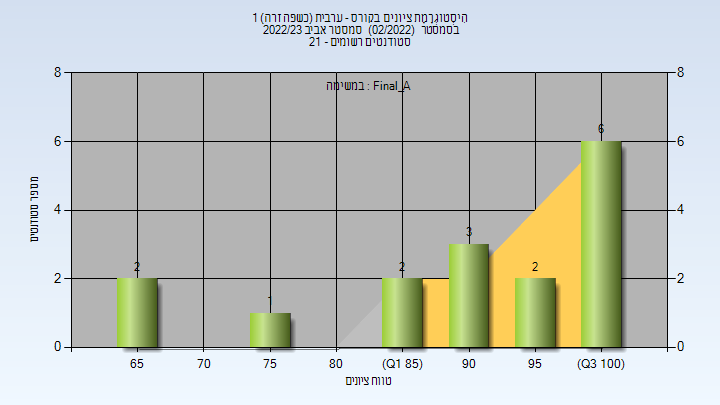 היסטוגרמת ציונים בקורס - ערבית (כשפה זרה) 1
בסמסטר (02/2022) סמסטר אביב 2022/23
סטודנטים רשומים - 21
במשימה : Final_A
8 8
6 6
4 4
2 2
0 0
מספר סטודנטים
2 1 2 3 2 6
65 70 75 80 (Q1 85) 90 95 (Q3 100)
טווח ציונים